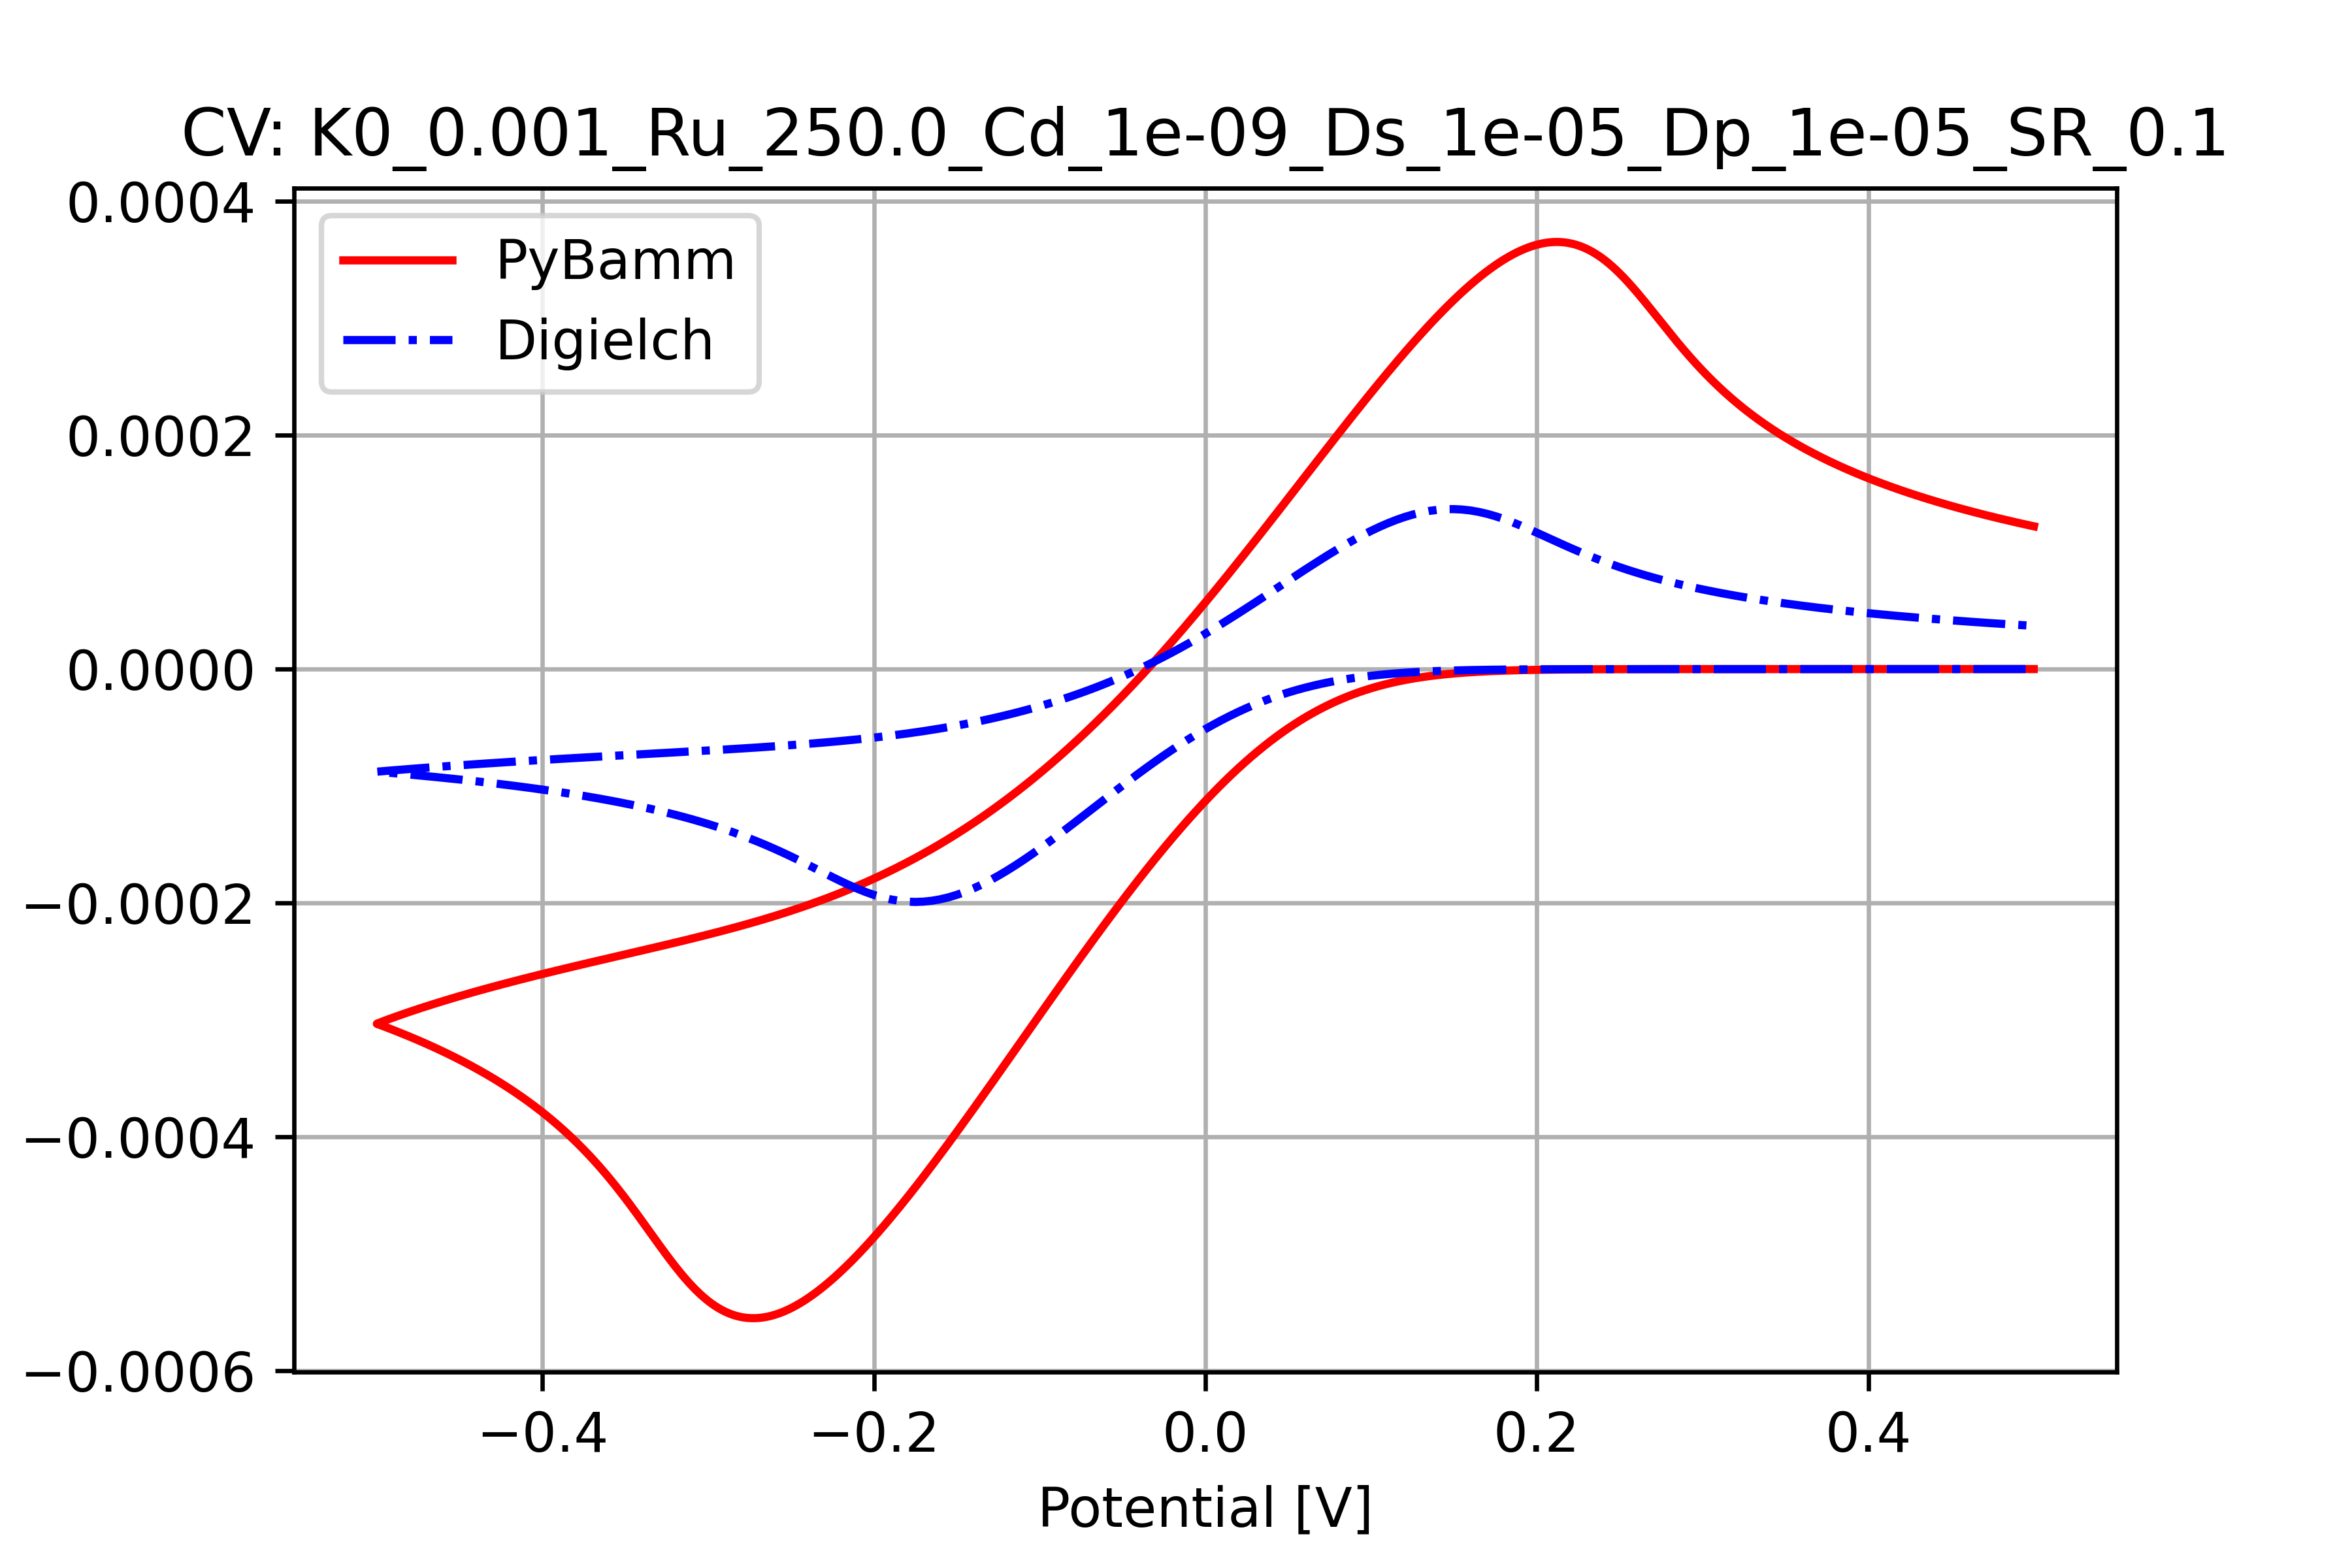 CV: K0_0.001_Ru_250.0_Cd_1e-09_Ds_1e-05_Dp_1e-05_SR_0.1
0.0004
0.0002
0.0000
−0.0002
−0.0004
−0.0006
PyBamm
Digielch
−0.4
−0.2
0.0
0.2
0.4
Potential [V]